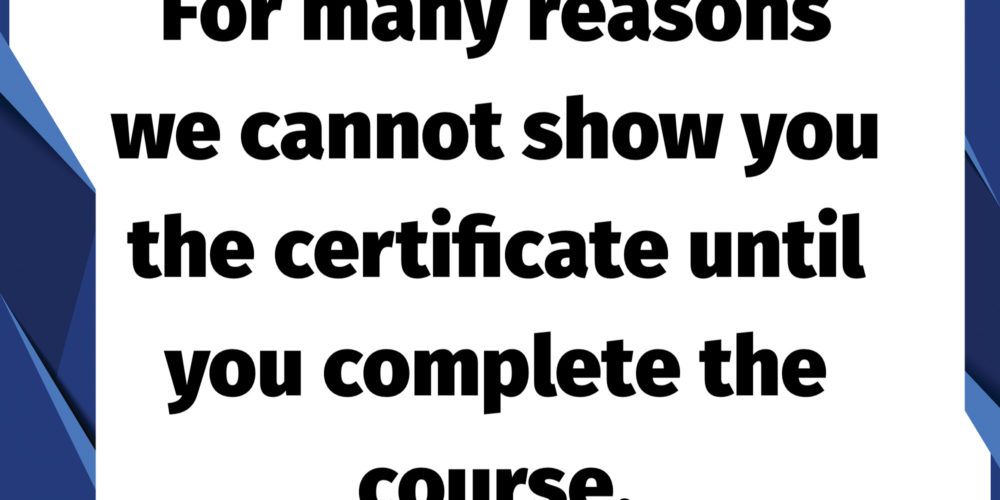 For many reasons
we cannot show you
the certificate until
you complete the
course.